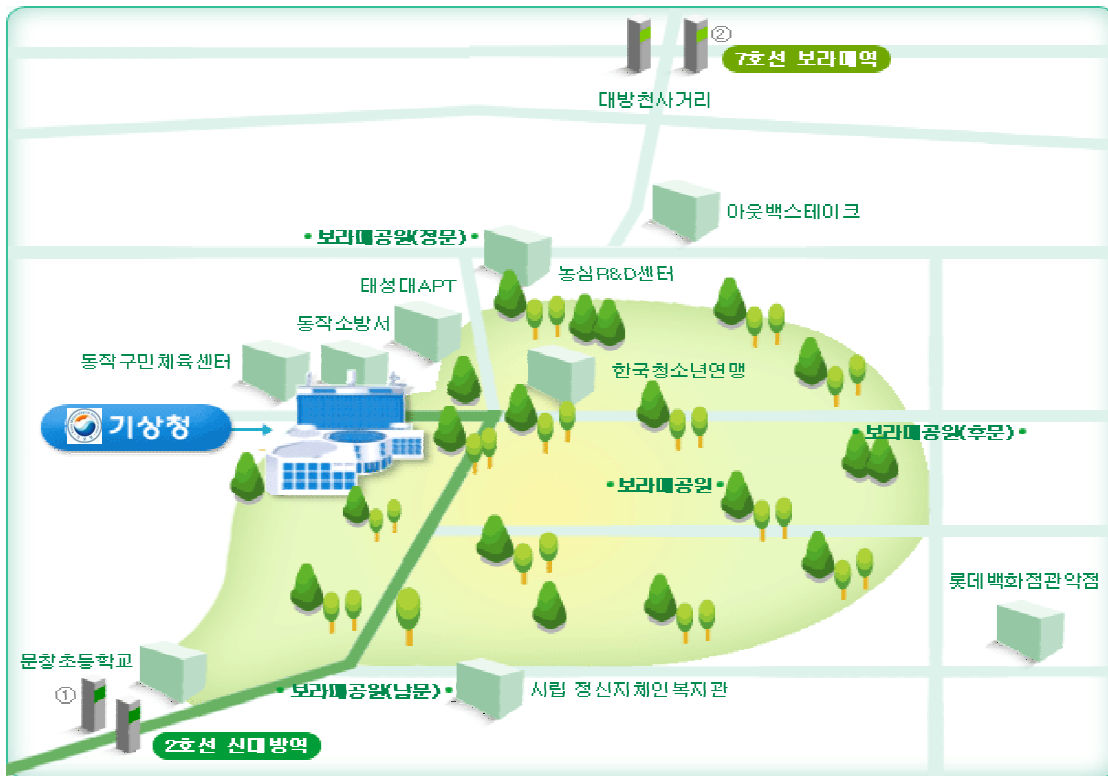 ②
7호선 보라매역
대방천사거리
아웃백스테이크
• 보라매공원(정문) •
농심R&D센터
태성대APT
동작소방서
동작구민체육센터
한국청소년연맹
기상청
• 보라매공원(후문) •
• 보라매공원 •
롯데백화점관악점
문창초등학교
①
• 보라매공원(남문) •
시립 정신지체인복지관
2호선 신대방역